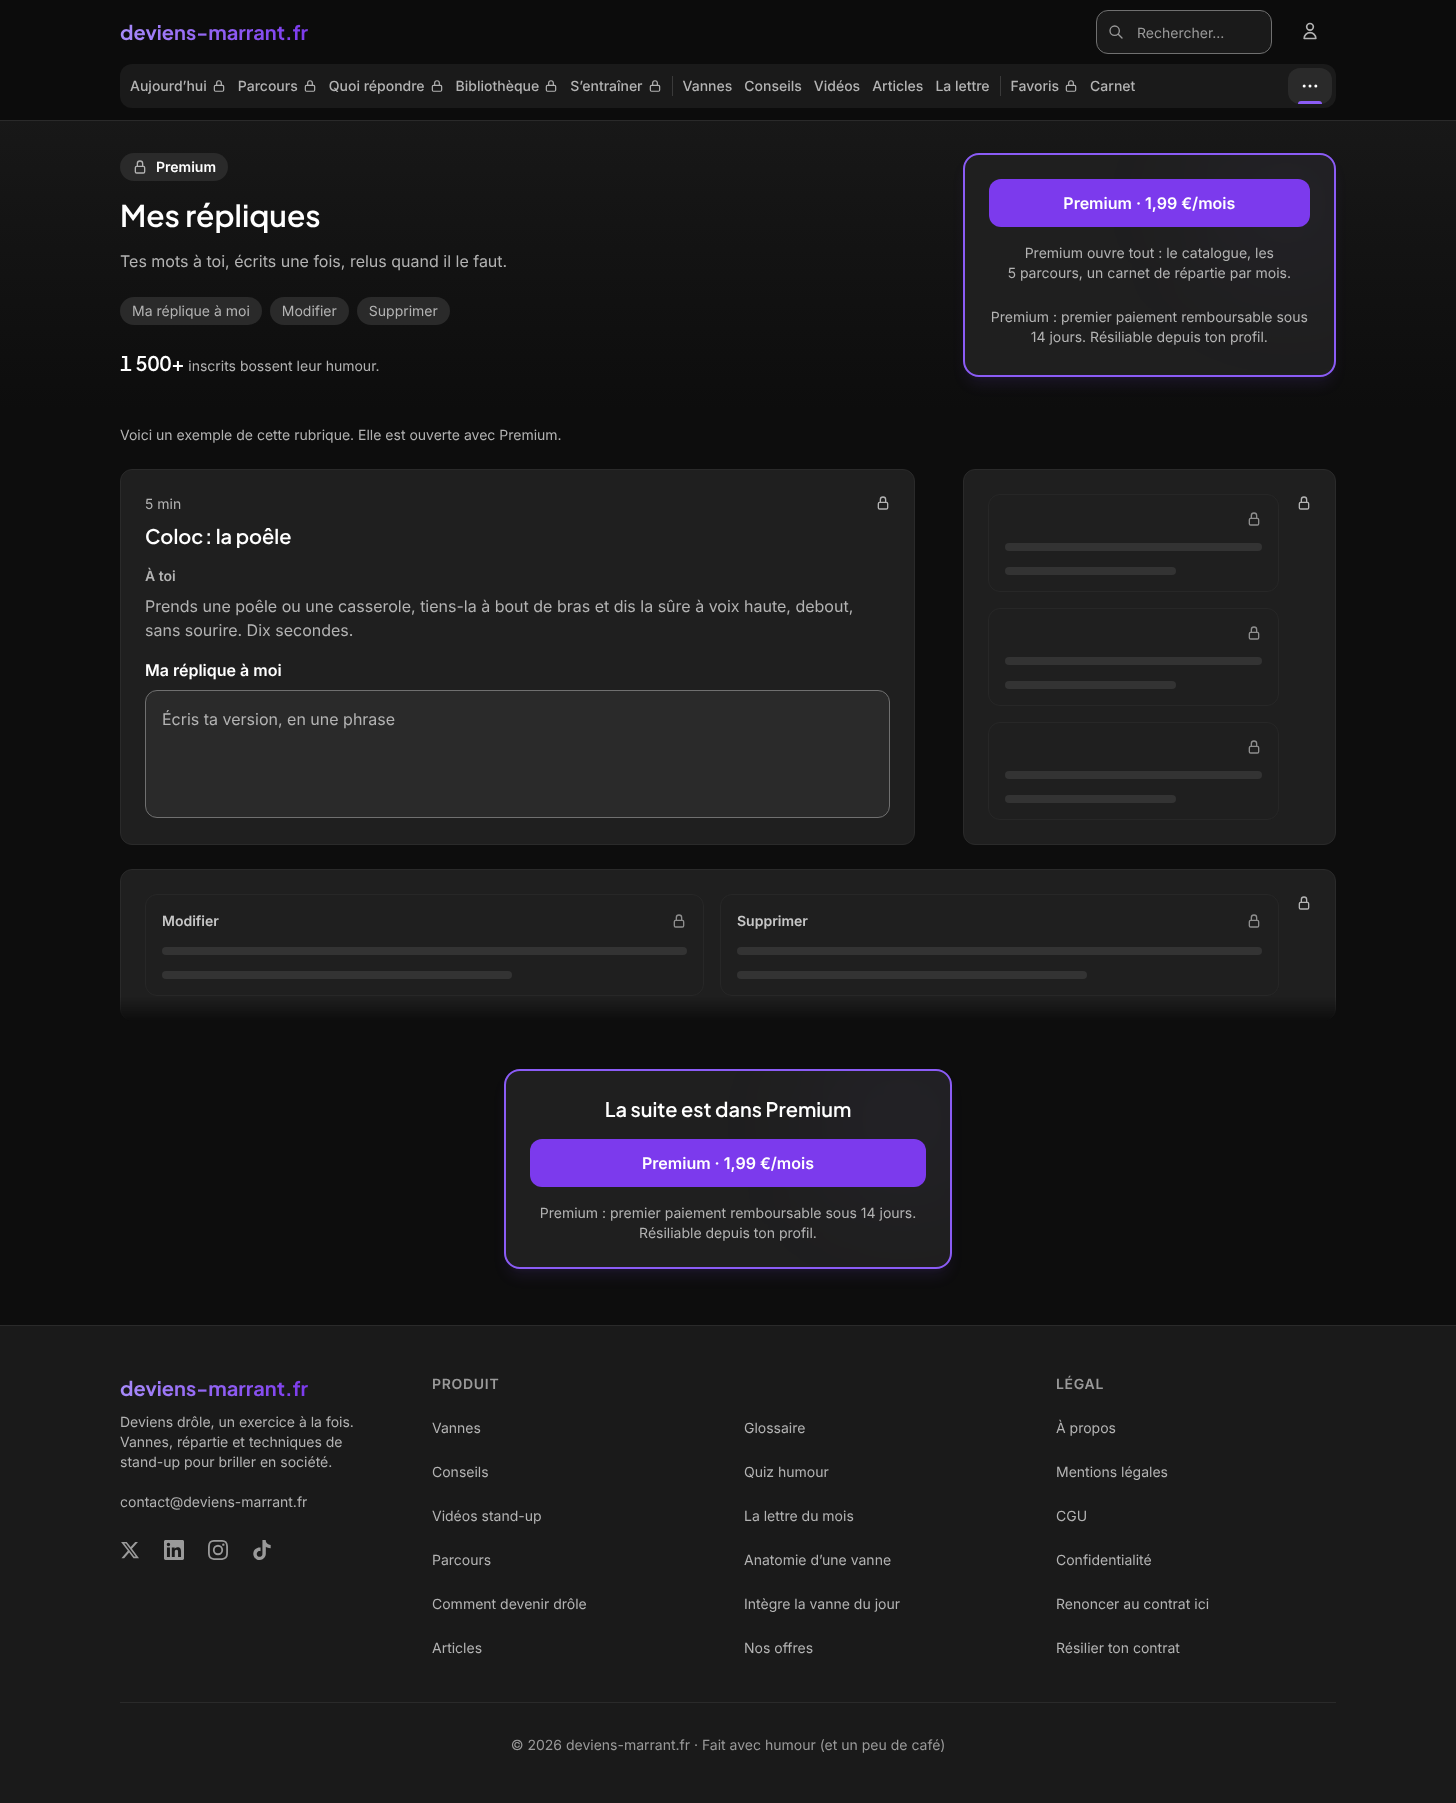 deviens-marrant.fr
Rechercher...
Aujourd’hui
Parcours
Quoi répondre
Bibliothèque
S’entraîner
Vannes
Conseils
Vidéos
Articles
La lettre
Favoris
Carnet
Premium
Mes répliques
Tes mots à toi, écrits une fois, relus quand il le faut.
Ma réplique à moi
Modifier
Supprimer
1 500+ inscrits bossent leur humour.
Premium · 1,99 €/mois
Premium ouvre tout : le catalogue, les
5 parcours, un carnet de répartie par mois.
Premium : premier paiement remboursable sous
14 jours. Résiliable depuis ton profil.
Voici un exemple de cette rubrique. Elle est ouverte avec Premium.
5 min
Coloc : la poêle
À toi
Prends une poêle ou une casserole, tiens-la à bout de bras et dis la sûre à voix haute, debout,
sans sourire. Dix secondes.
Ma réplique à moi
Écris ta version, en une phrase
Modifier
Supprimer
La suite est dans Premium
Premium · 1,99 €/mois
Premium : premier paiement remboursable sous 14 jours.
Résiliable depuis ton profil.
deviens-marrant.fr
Deviens drôle, un exercice à la fois.
Vannes, répartie et techniques de
stand-up pour briller en société.
contact@deviens-marrant.fr
PRODUIT
Vannes
Conseils
Vidéos stand-up
Parcours
Comment devenir drôle
Articles
Glossaire
Quiz humour
La lettre du mois
Anatomie d’une vanne
Intègre la vanne du jour
Nos offres
LÉGAL
À propos
Mentions légales
CGU
Confidentialité
Renoncer au contrat ici
Résilier ton contrat
© 2026 deviens-marrant.fr · Fait avec humour (et un peu de café)